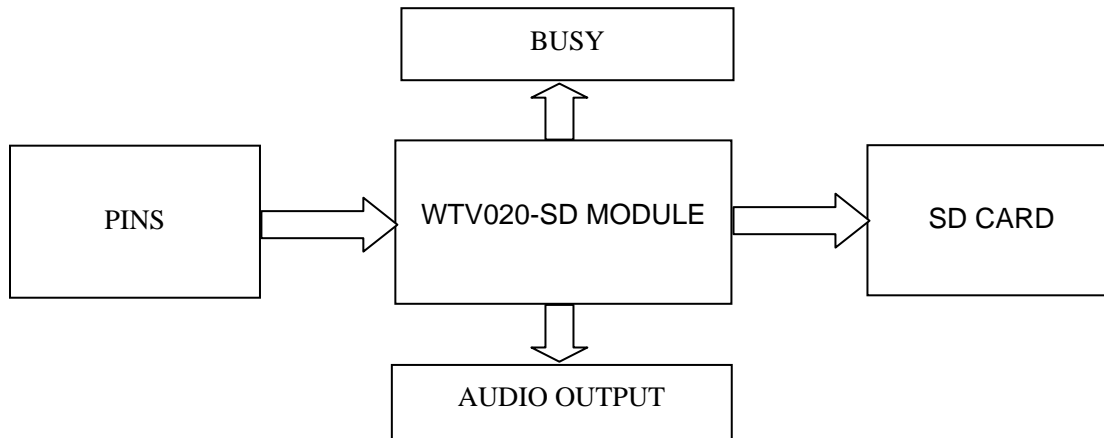 BUSY
PINS
WTV020-SD MODULE
SD CARD
AUDIO OUTPUT